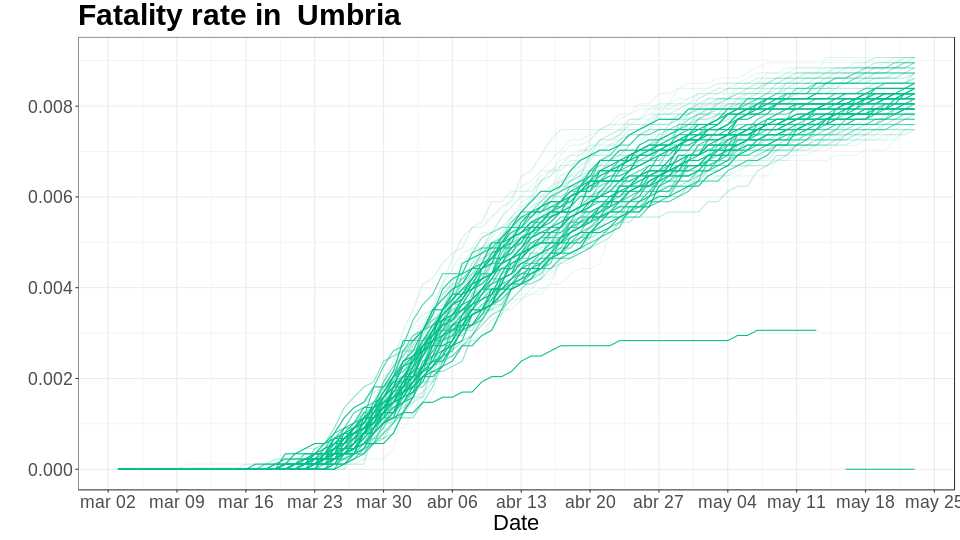 Fatality rate in  Umbria
0.008
0.006
0.004
0.002
0.000
mar 02 mar 09 mar 16 mar 23 mar 30 abr 06 abr 13 abr 20 abr 27 may 04 may 11 may 18 may 25
Date